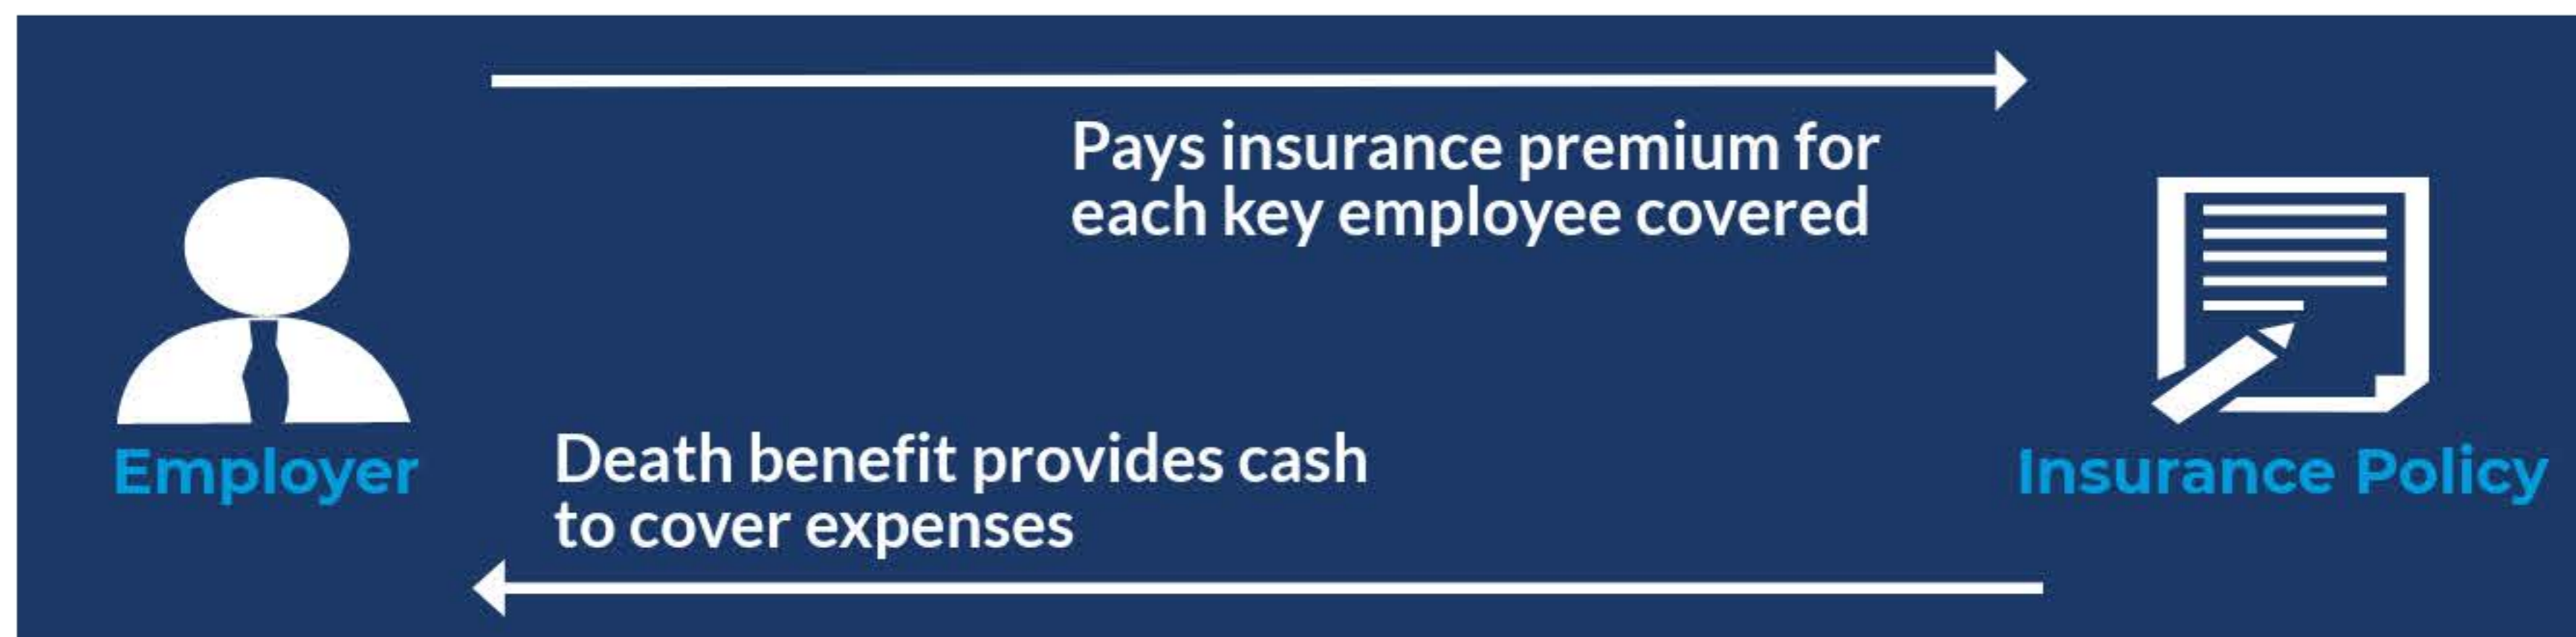 Pays insurance premium for
each key employee covered
Employer
Death benefit provides cash
to cover expenses
Insurance Policy